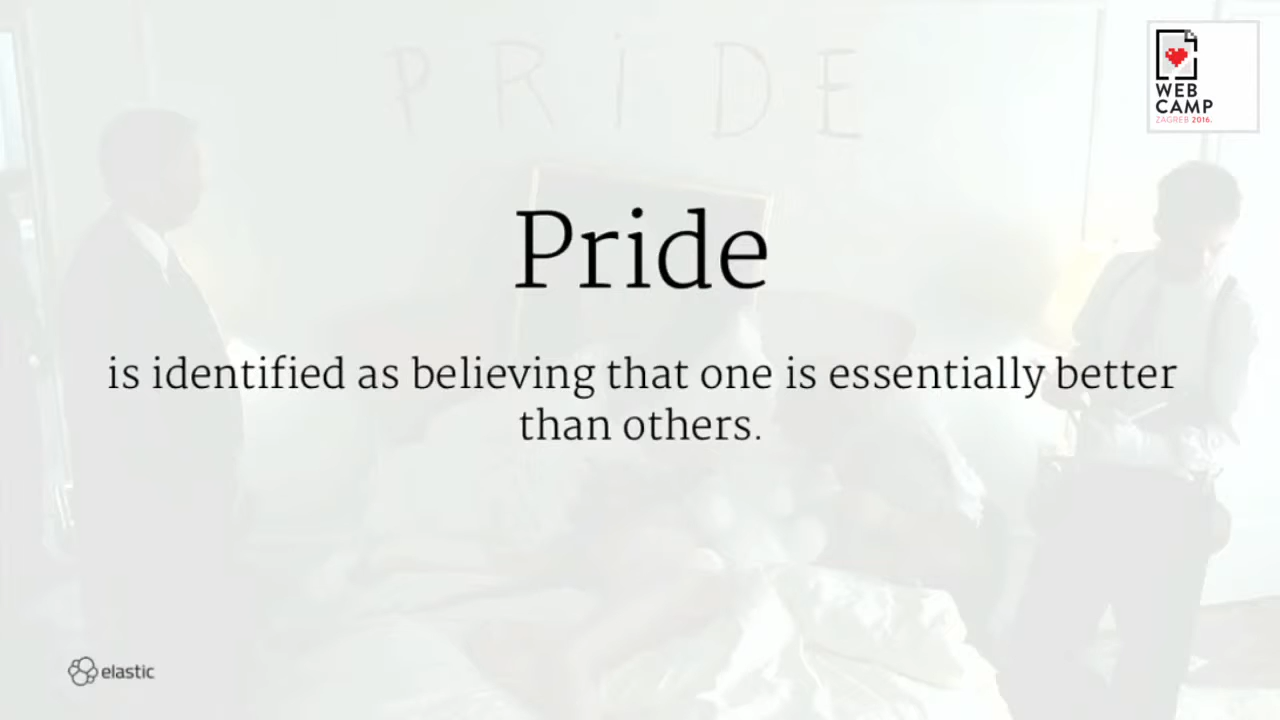 PRiDE
WEB
CAMP
ZAGREB 2016.
Pride
is identified as believing that one is essentially better
than others.
elastic